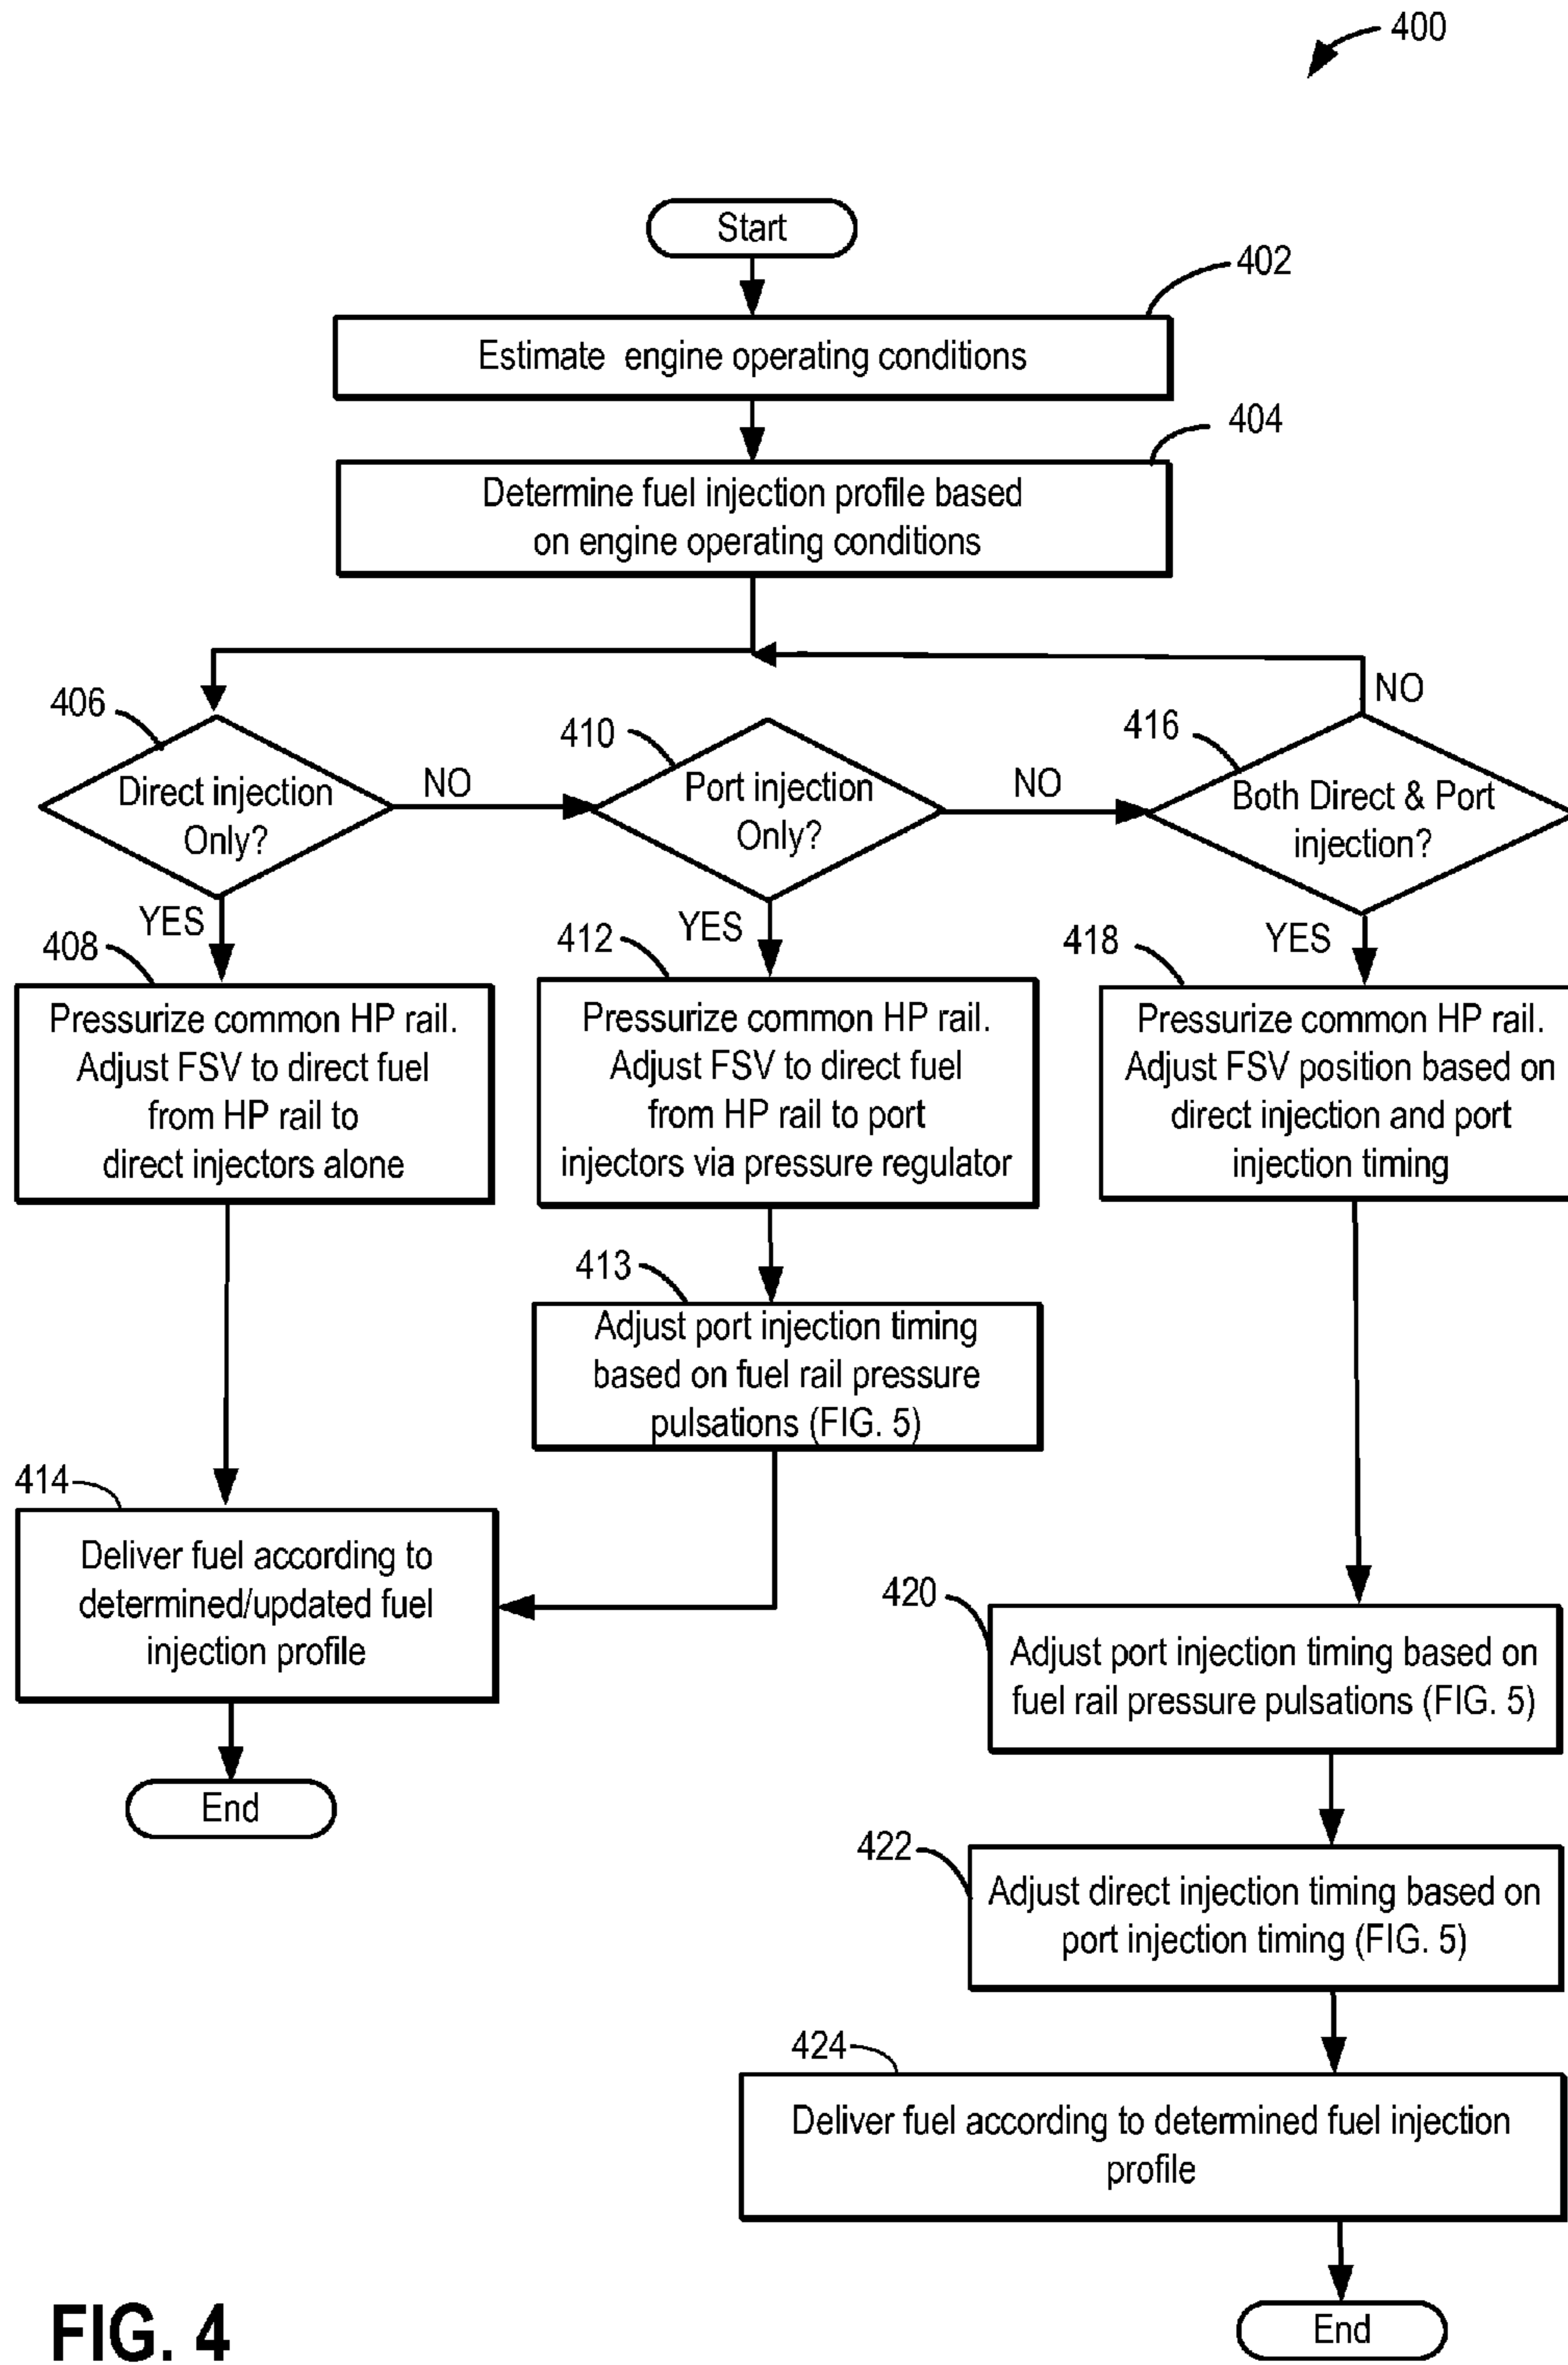 400
Start
402
Estimate engine operating conditions
404
Determine fuel injection profile based
on engine operating conditions
406
Direct injection
Only?
NO
410
Port injection
Only?
NO
416
Both Direct & Port
injection?
NO
YES
408
Pressurize common HP rail.
Adjust FSV to direct fuel
from HP rail to
direct injectors alone
YES
412
Pressurize common HP rail.
Adjust FSV to direct fuel
from HP rail to port
injectors via pressure regulator
YES
418
Pressurize common HP rail.
Adjust FSV position based on
direct injection and port
injection timing
413
Adjust port injection timing
based on fuel rail pressure
pulsations (FIG. 5)
414
Deliver fuel according to
determined/updated fuel
injection profile
End
420
Adjust port injection timing based on
fuel rail pressure pulsations (FIG. 5)
422
Adjust direct injection timing based on
port injection timing (FIG. 5)
424
Deliver fuel according to determined fuel injection
profile
End
FIG. 4